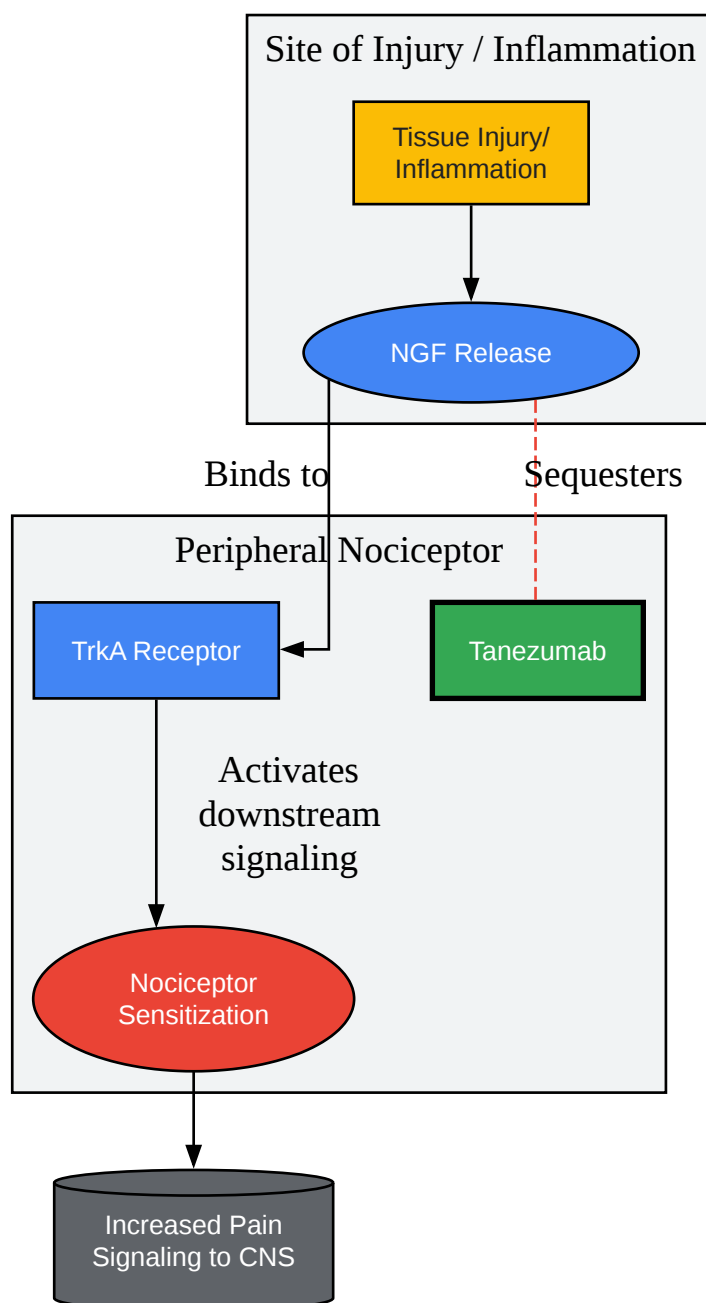 Site of Injury / Inflammation
Tissue Injury/
Inflammation
NGF Release
Binds to
Sequesters
Peripheral Nociceptor
TrkA Receptor
Tanezumab
Activates
downstream
signaling
Nociceptor
Sensitization
Increased Pain
Signaling to CNS